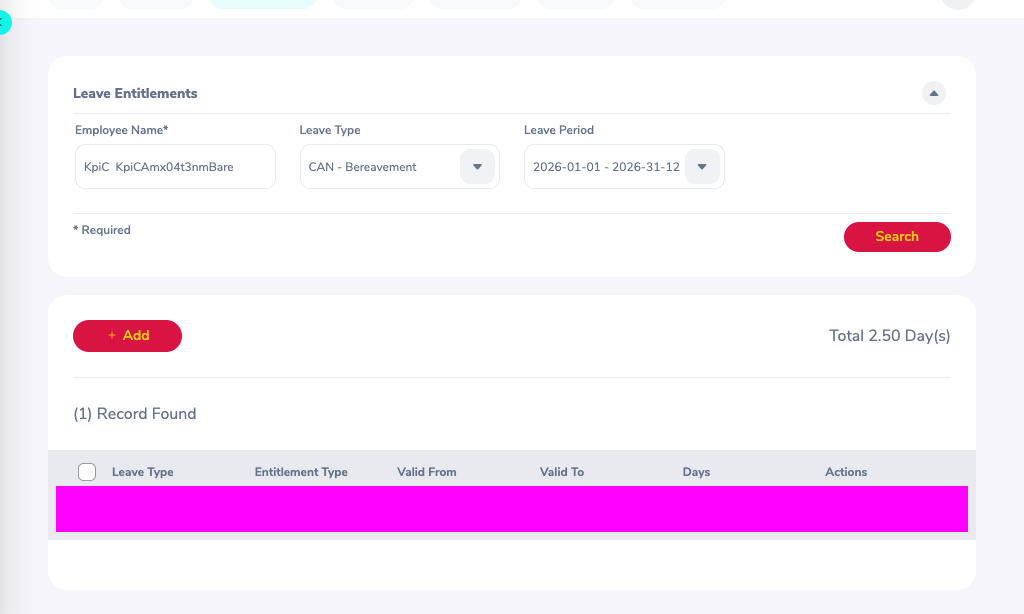 Leave Entitlements
Employee Name* Leave Type Leave Period
KpiC  KpiCAmx04t3nmBare CAN - Bereavement 2026-01-01 - 2026-31-12
* Required
Search
+ Add
Total 2.50 Day(s)
(1) Record Found
Leave Type Entitlement Type Valid From Valid To Days Actions